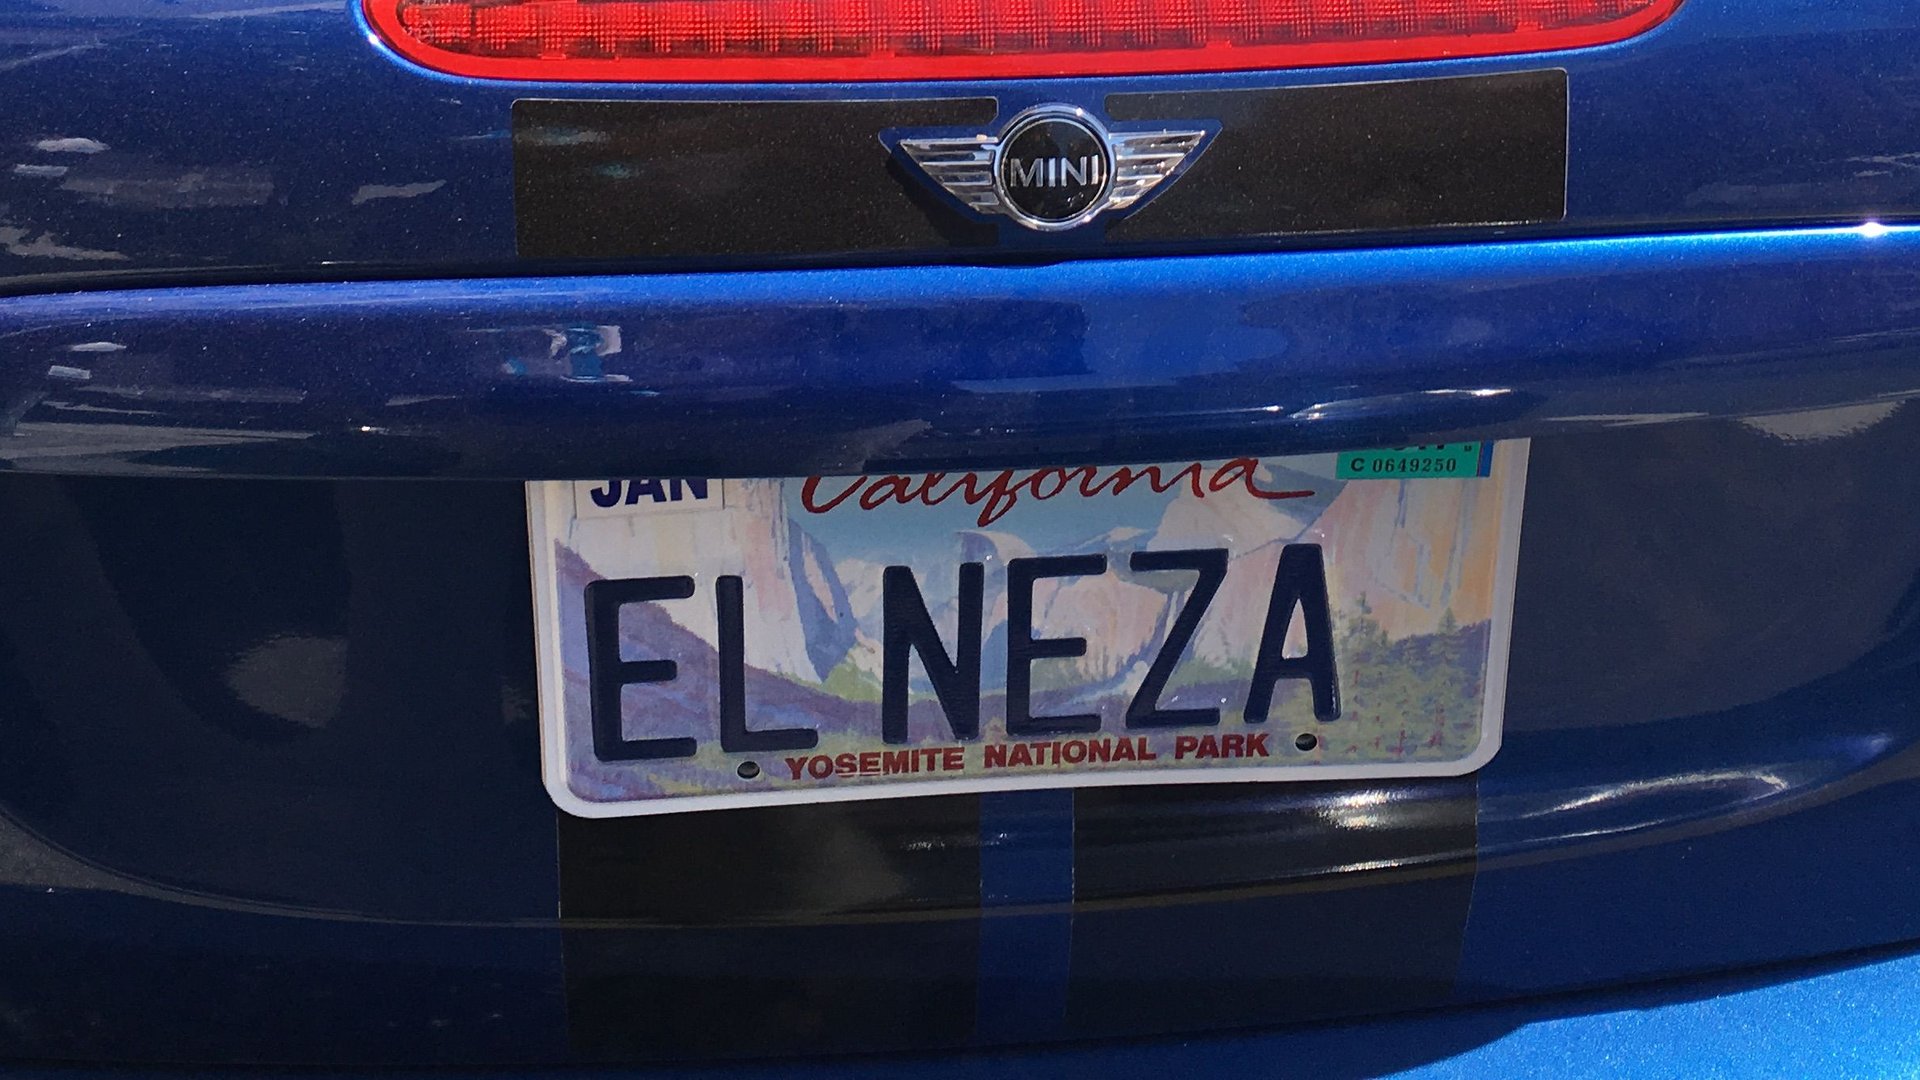 MINI
JAN
California
C 0649250
EL NEZA
YOSEMITE NATIONAL PARK